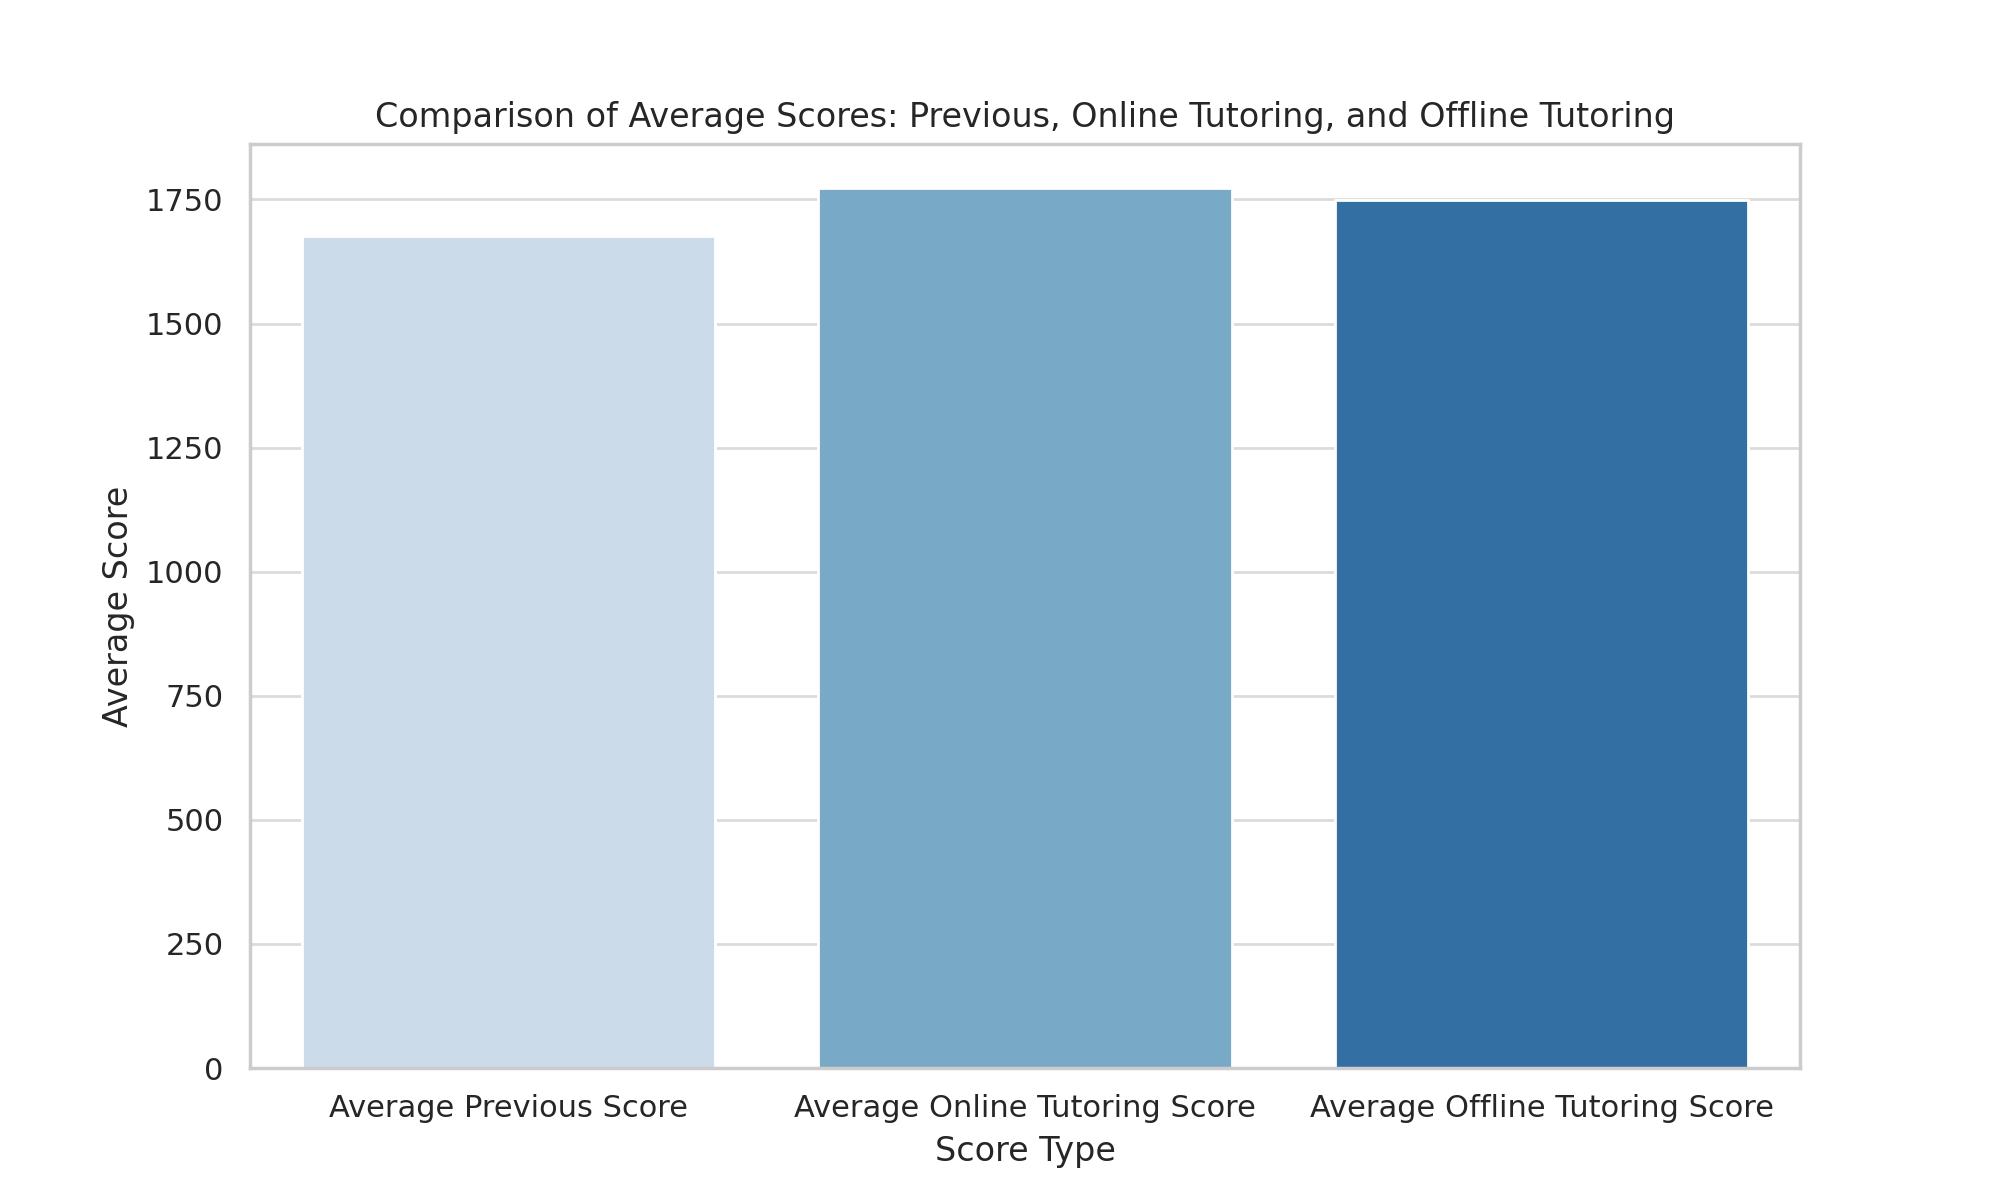 Comparison of Average Scores: Previous, Online Tutoring, and Offline Tutoring
1750
1500
1250
1000
750
500
250
0
Average Score
Average Previous Score
Average Online Tutoring Score
Average Offline Tutoring Score
Score Type